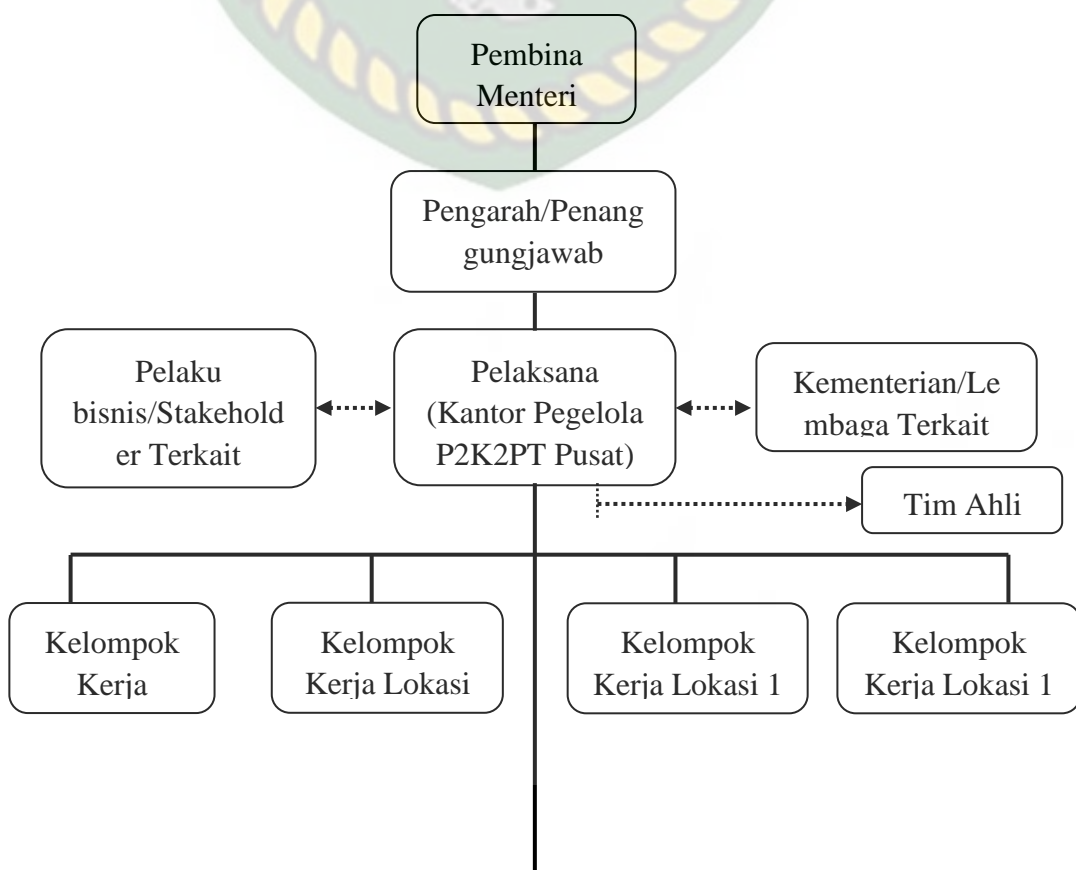 Pembina
Menteri
Pengarah/Penang
gungjawab
Pelaku
bisnis/Stakehold
er Terkait
Pelaksana
(Kantor Pegelola
P2K2PT Pusat)
Kementerian/Le
mbaga Terkait
Tim Ahli
Kelompok
Kerja
Kelompok
Kerja Lokasi
Kelompok
Kerja Lokasi 1
Kelompok
Kerja Lokasi 1